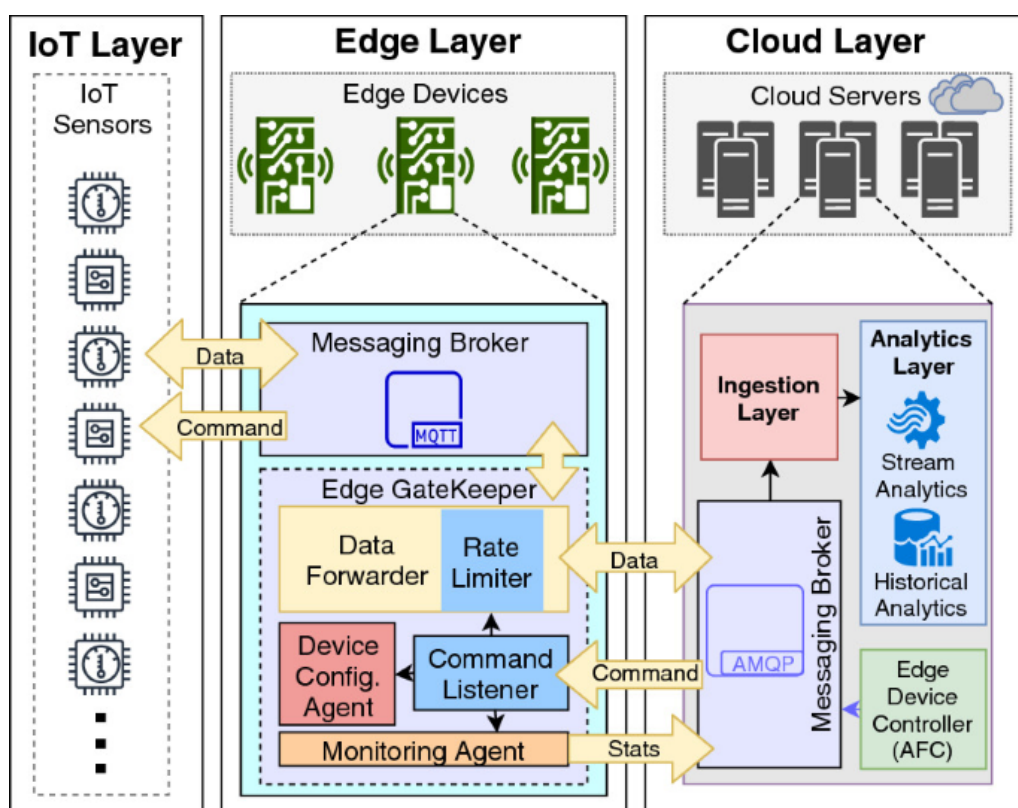 IoT Layer
IoT
Sensors
Edge Layer
Edge Devices
Cloud Layer
Cloud Servers
Data
Command
Messaging Broker
MQTT
Edge GateKeeper
Data
Forwarder
Rate
Limiter
Device
Config.
Agent
Command
Listener
Monitoring Agent
Data
Command
Stats
Ingestion
Layer
Analytics
Layer
Stream
Analytics
Historical
Analytics
Messaging Broker
AMQP
Edge
Device
Controller
(AFC)